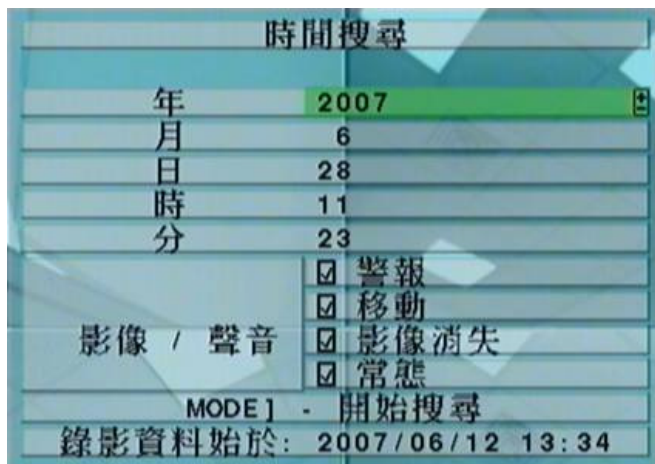 時間搜尋
年 2007
月 6
日 28
時 11
分 23
警報
移動
影像 / 聲音 影像消失
常態
MODE] - 開始搜尋
錄影資料始於: 2007/06/12 13:34